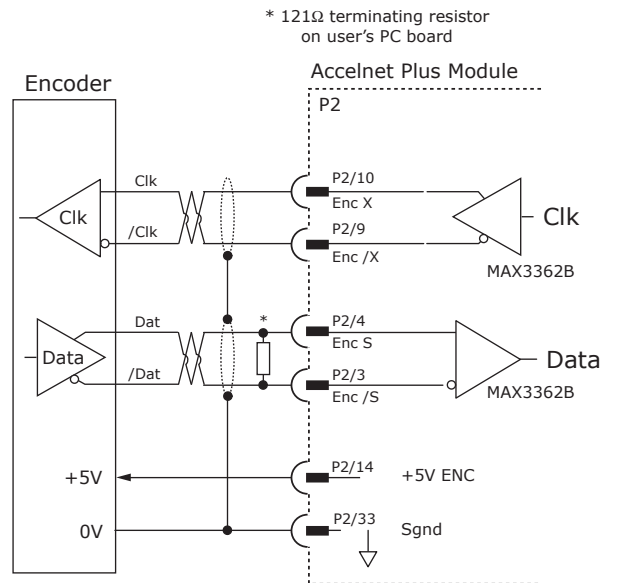 * 121Ω terminating resistor
on user's PC board
Accelnet Plus Module
Encoder
P2
Clk
P2/10
Enc X
Clk
Clk
/Clk
P2/9
Enc /X
MAX3362B
Dat
*
P2/4
Enc S
Data
Data
/Dat
P2/3
Enc /S
MAX3362B
+5V
P2/14
+5V ENC
0V
P2/33
Sgnd